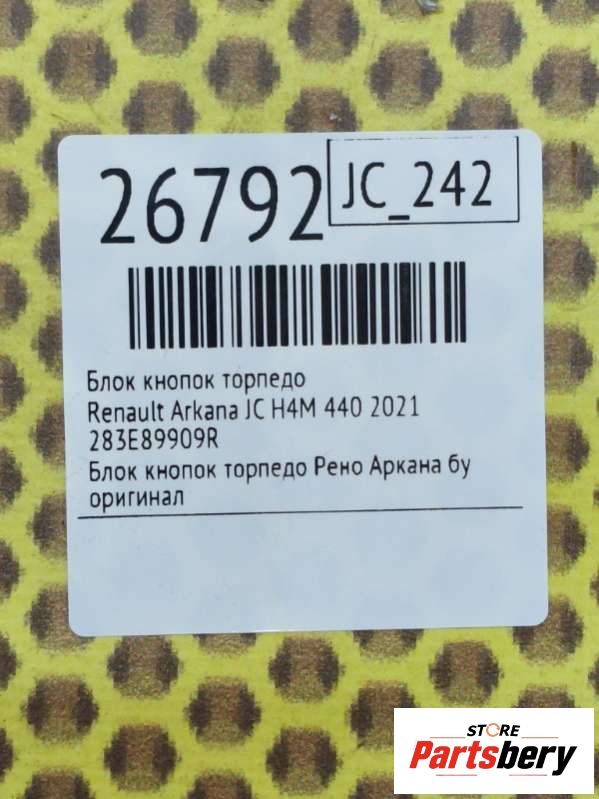 26792
JC_242
Блок кнопок торпедо
Renault Arkana JC H4M 440 2021
283E89909R
Блок кнопок торпедо Рено Аркана бу
оригинал
STORE
Partsbery